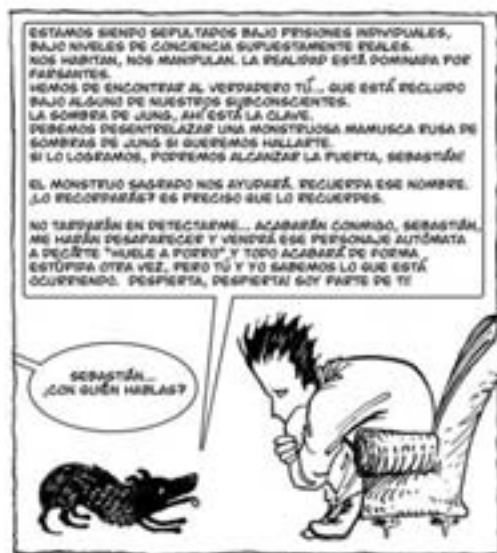 ESTAMOS SIENDO SEPULTADOS BAJO PRISIONES INDIVIDUALES,
BAJO NIVELES DE CONCIENCIA SUPUESTAMENTE REALES.
NOS HABITAN, NOS MANIPULAN. LA REALIDAD ESTÁ DOMINADA POR
FARSANTES.
HEMOS DE ENCONTRAR AL VERDADERO TÚ... QUE ESTÁ RECLUIDO
BAJO ALGUNO DE NUESTROS SUBCONSCIENTES.
LA SOMBRA DE JUNG, AHÍ ESTÁ LA CLAVE.
DEBEMOS DESENTRELAZAR UNA MONSTRUOSA MAMUSCA RUSA DE
SOMBRAS DE JUNG SI QUEREMOS HALLARTE.
SI LO LOGRAMOS, PODREMOS ALCANZAR LA PUERTA, SEBASTIÁN!
EL MONSTRUO SAGRADO NOS AYUDARÁ. RECUERDA ESE NOMBRE.
¿LO RECORDARÁS? ES PRECISO QUE LO RECUERDES.
NO TARDARÁN EN DETECTARME... ACABARÁN CONMIGO, SEBASTIÁN,
ME HARÁN DESAPARECER Y VENDRÁ ESE PERSONAJE AUTÓMATA
A DECIRTE "HUELE A PORRO" Y TODO ACABARÁ DE FORMA
ESTÚPIDA OTRA VEZ, PERO TÚ Y YO SABEMOS LO QUE ESTÁ
OCURRIENDO. DESPIERTA, DESPIERTA! SOY PARTE DE TI!
SEBASTIÁN...
¿CON QUIÉN HABLAS?